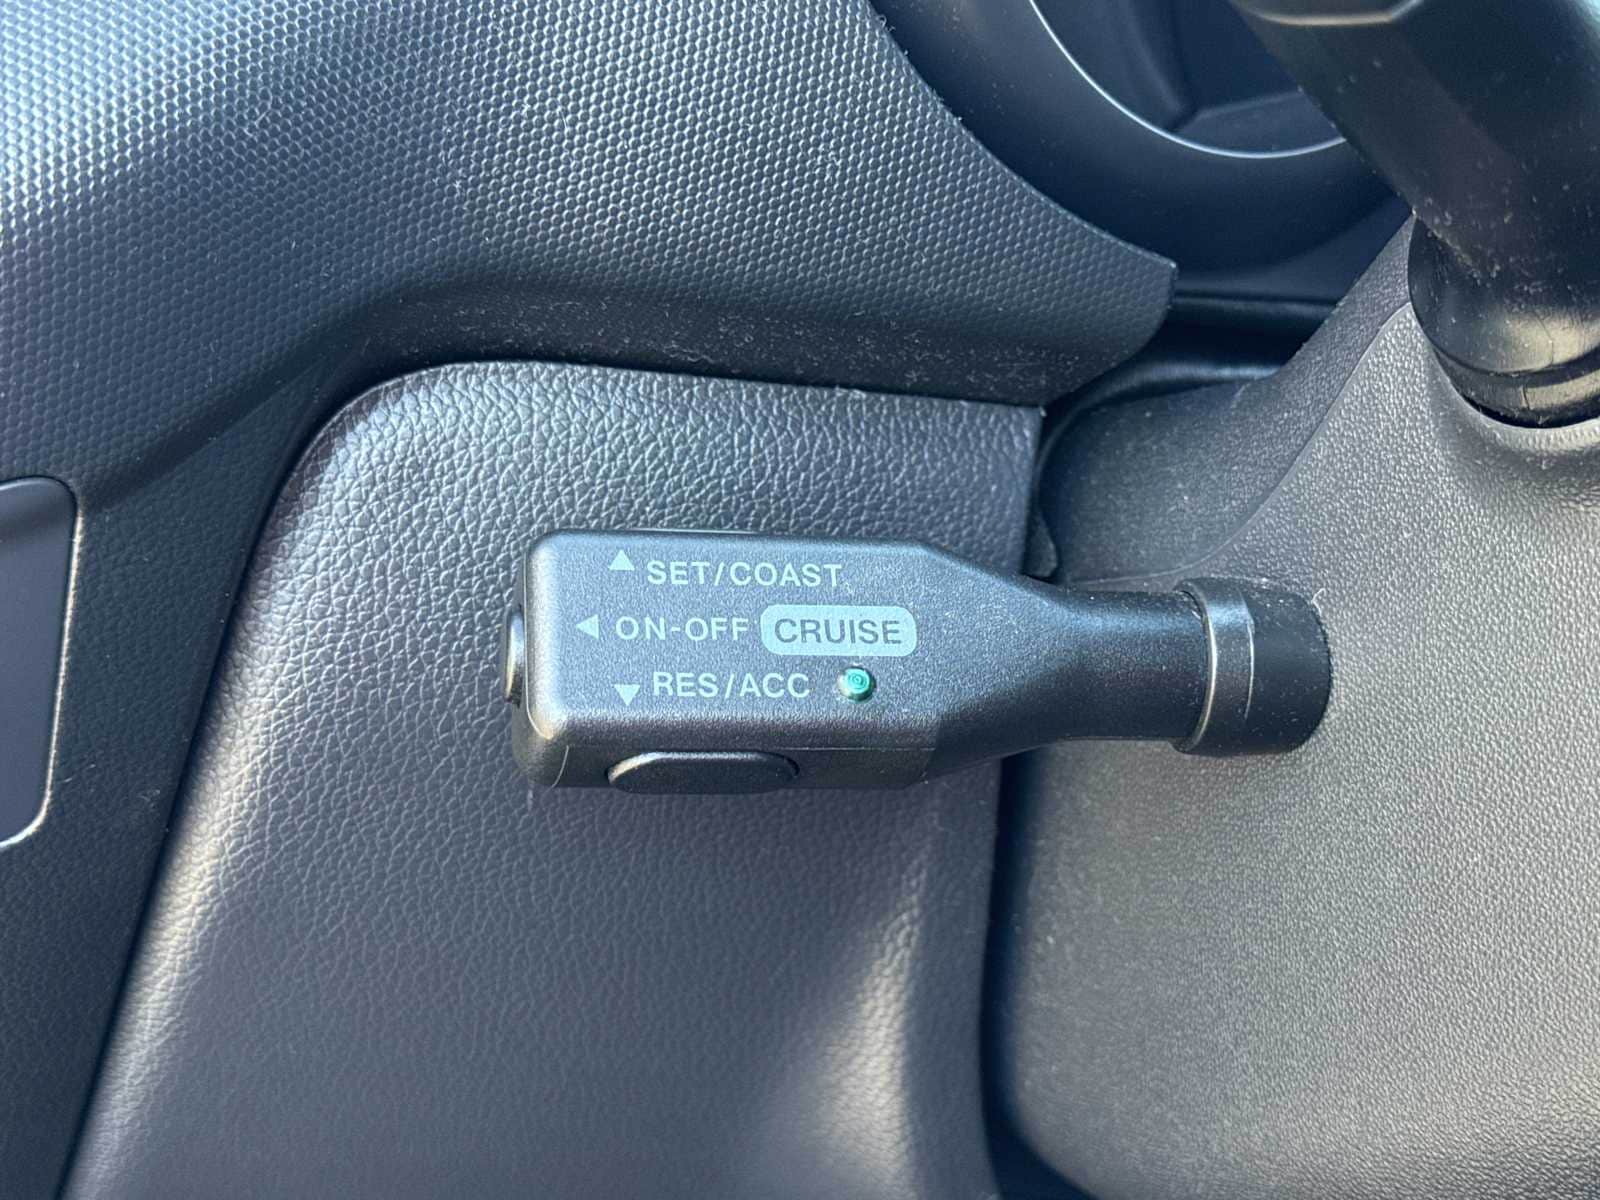 ▲ SET/COAST
◀ ON-OFF CRUISE
▼ RES/ACC